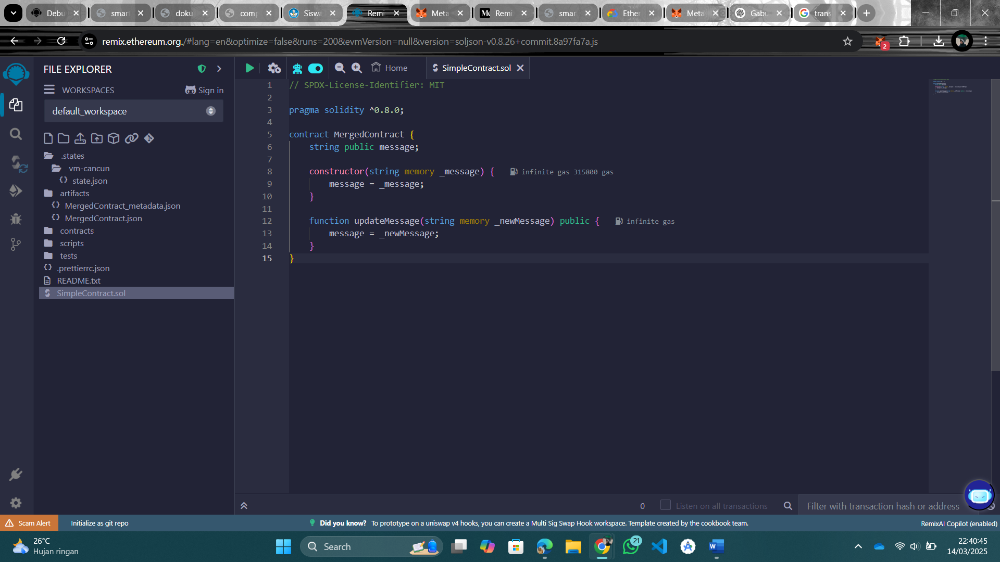 Debu
smar
doku
comp
Siswa
Remi
Meta
Me Remi
smar
Ether
Meta
Gabu
trans
remix.ethereum.org./#lang=en&optimize=false&runs=200&evmVersion=null&version=soljson-v0.8.26+commit.8a97fa7a.js
2
FILE EXPLORER
WORKSPACES
Sign in
default_workspace
.states
vm-cancun
state.json
artifacts
MergedContract_metadata.json
MergedContract.json
contracts
scripts
tests
.prettierrc.json
README.txt
SimpleContract.sol
Home
SimpleContract.sol
1 // SPDX-License-Identifier: MIT
2
3 pragma solidity ^0.8.0;
4
5 contract MergedContract {
6 string public message;
7
8 constructor(string memory _message) { infinite gas 315800 gas
9 message = _message;
10 }
11
12 function updateMessage(string memory _newMessage) public { infinite gas
13 message = _newMessage;
14 }
15 }
0
Listen on all transactions
Filter with transaction hash or address
Scam Alert
Initialize as git repo
Did you know? To prototype on a uniswap v4 hooks, you can create a Multi Sig Swap Hook workspace. Template created by the cookbook team.
RemixAI Copilot (enabled)
26°C
Hujan ringan
Search
21
22:40:45
14/03/2025